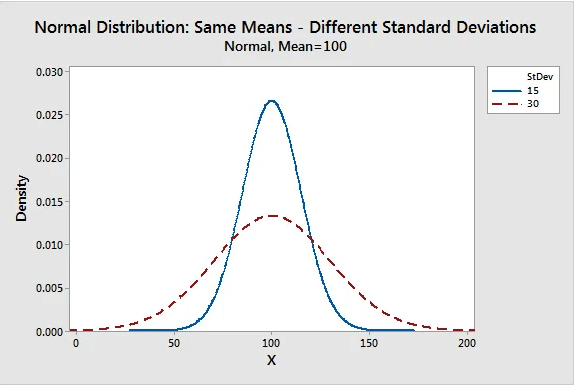 Normal Distribution: Same Means - Different Standard Deviations
Normal, Mean=100
StDev
15
30
0.030
0.025
0.020
0.015
0.010
0.005
0.000
Density
0 50 100 150 200
X